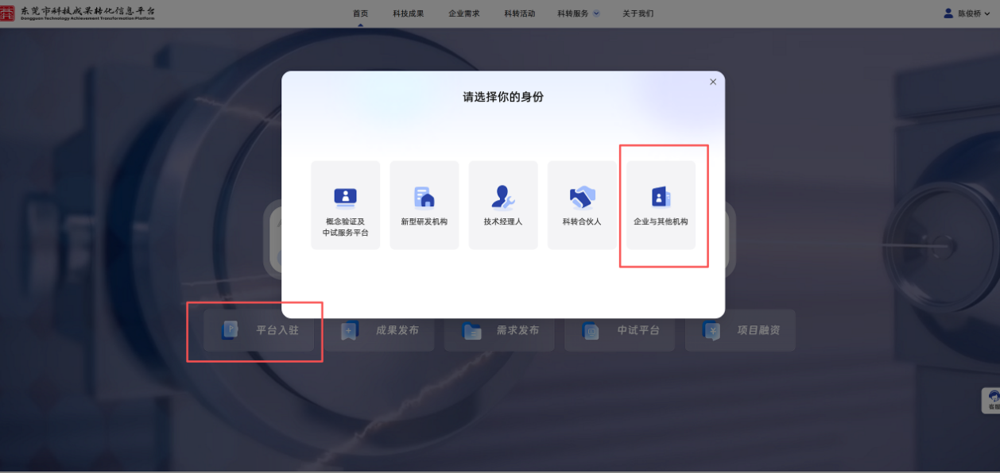 东莞市科技成果转化信息平台
Dongguan Technology Achievement Transformation Platform
首页
科技成果
企业需求
科转活动
科转服务
关于我们
陈俊桥
请选择你的身份
概念验证及
中试服务平台
新型研发机构
技术经理人
科转合伙人
企业与其他机构
平台入驻
成果发布
需求发布
中试平台
项目融资
客服